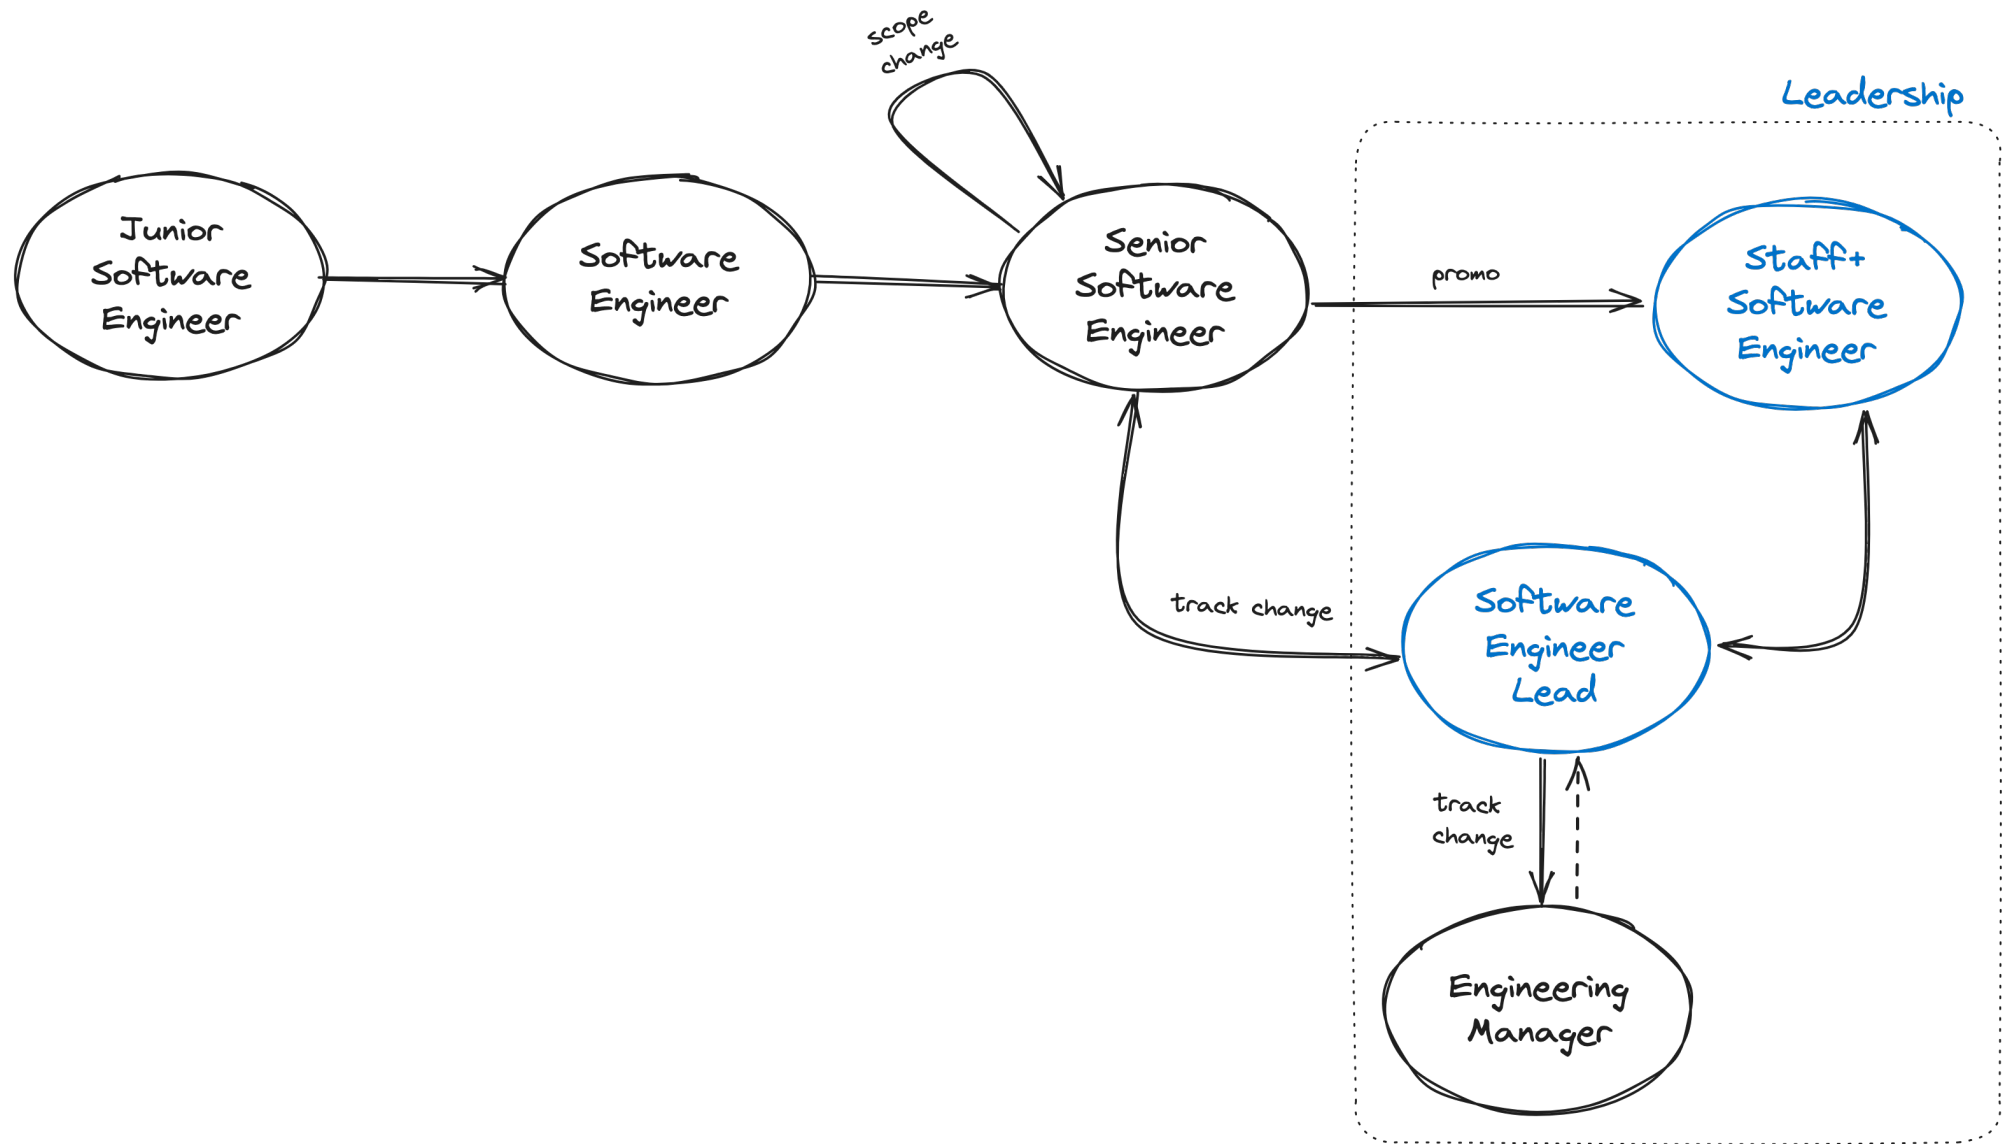 scope
change
Leadership
Junior
Software
Engineer
Software
Engineer
Senior
Software
Engineer
promo
Staff+
Software
Engineer
track change
Software
Engineer
Lead
track
change
Engineering
Manager